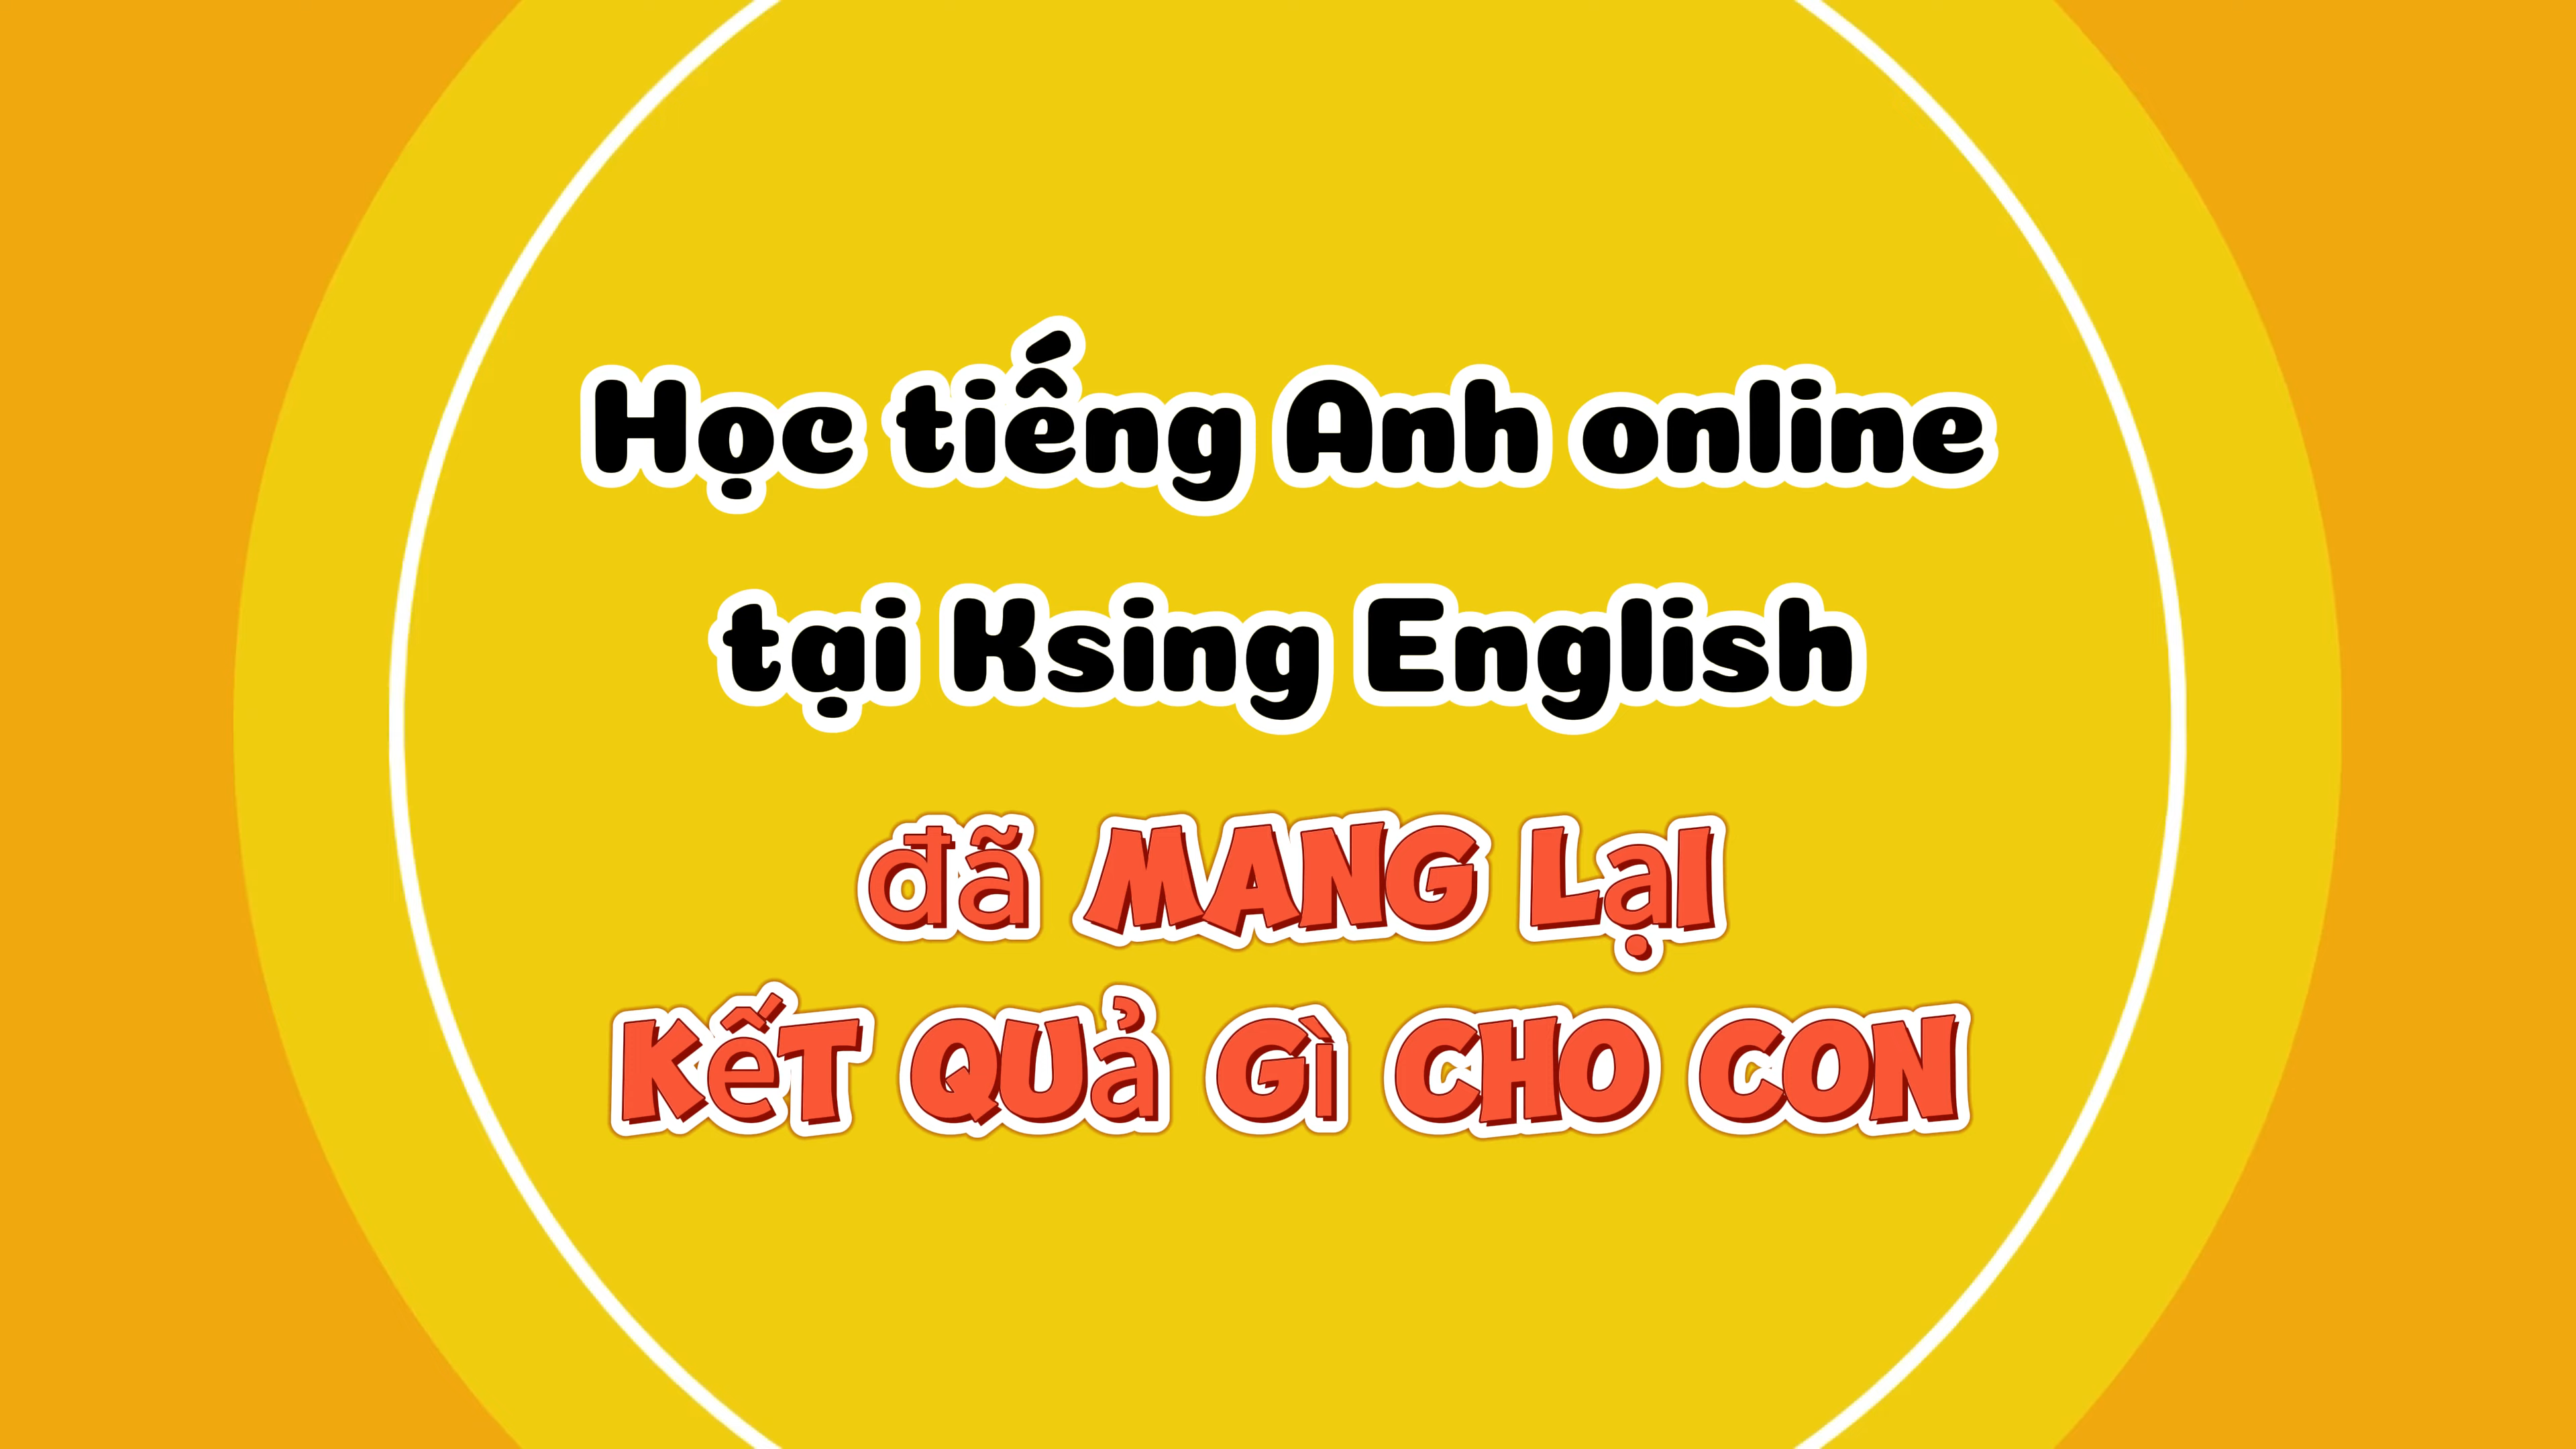 Học tiếng Anh online
tại Ksing English
đã MANG LạI
KếT QUả Gì CHO CON